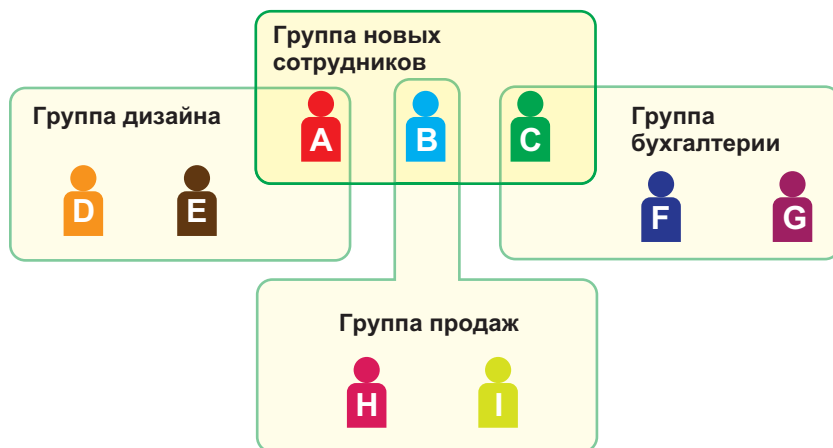 Группа новых
сотрудников
Группа дизайна
A
B
C
Группа
бухгалтерии
D
E
F
G
Группа продаж
H
I